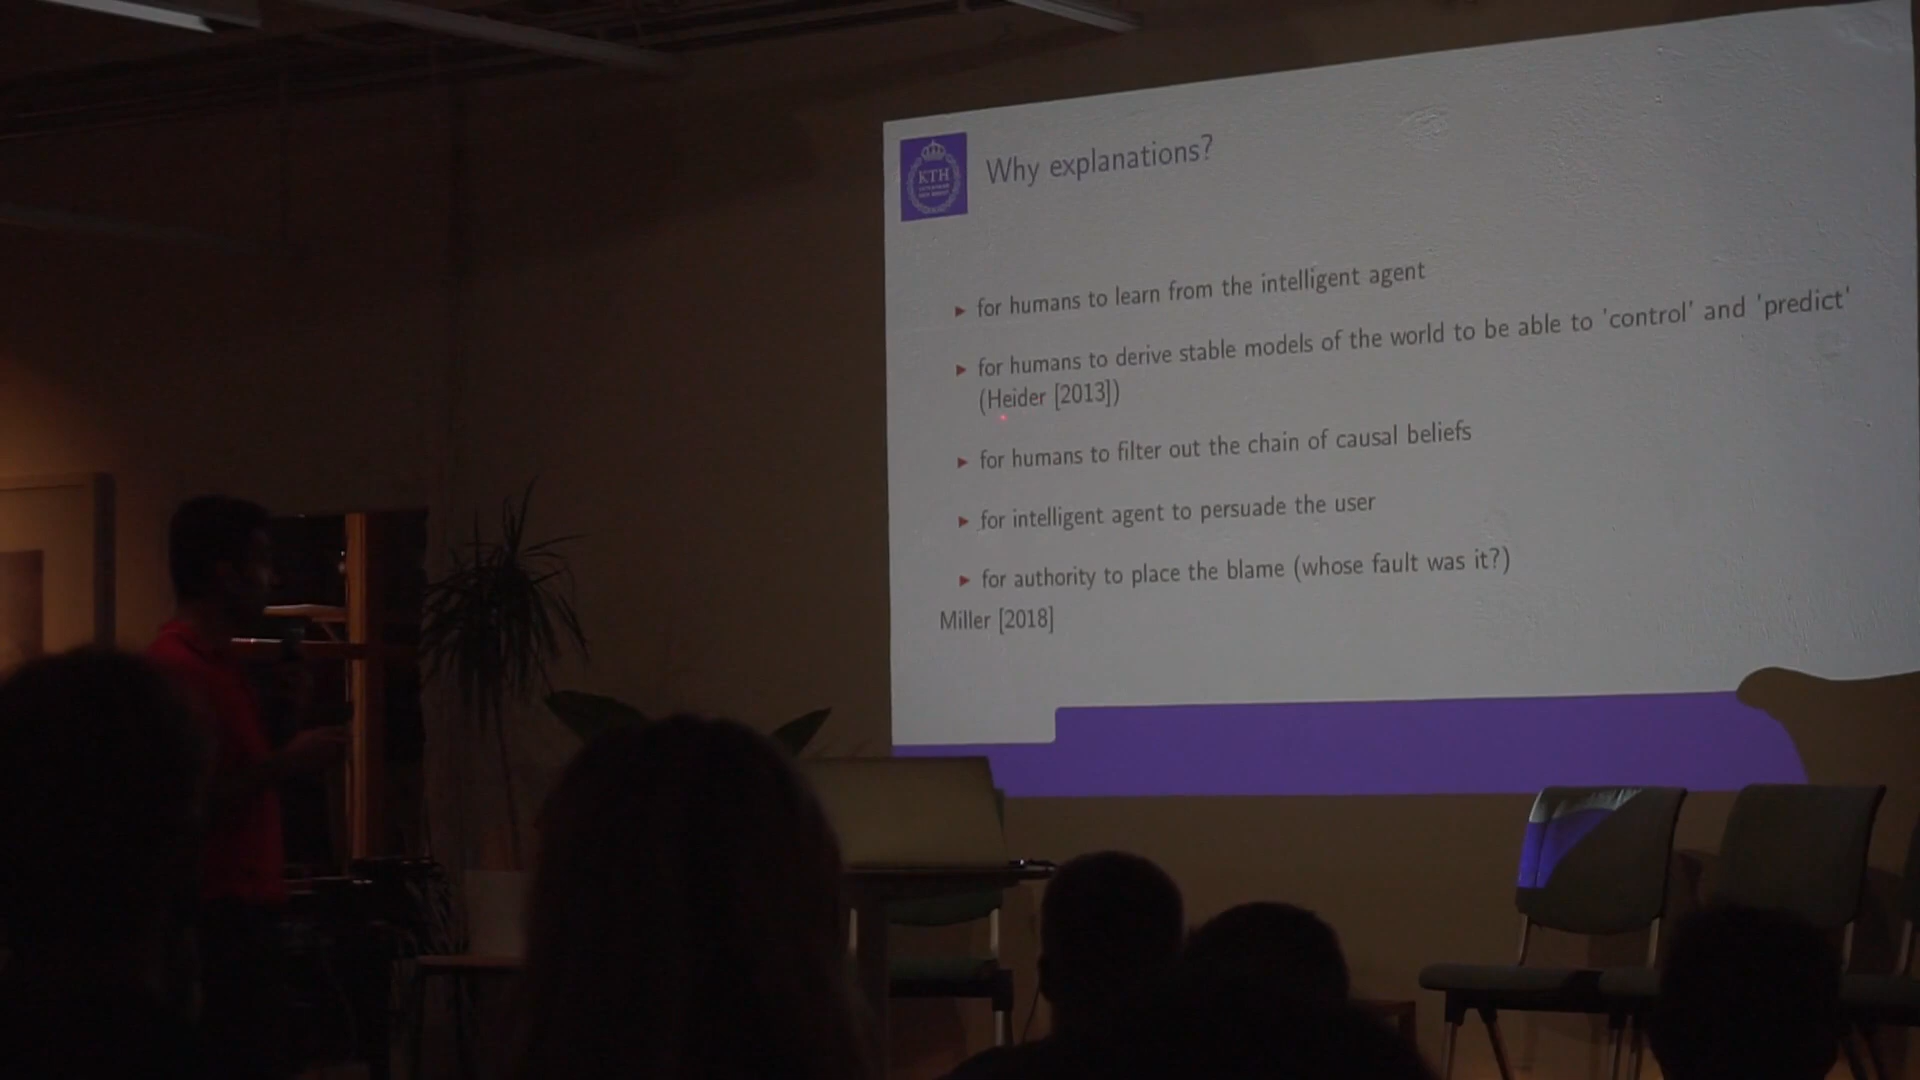 KTH
Why explanations?
for humans to learn from the intelligent agent
for humans to derive stable models of the world to be able to 'control' and 'predict'
(Heider [2013])
for humans to filter out the chain of causal beliefs
for intelligent agent to persuade the user
for authority to place the blame (whose fault was it?)
Miller [2018]